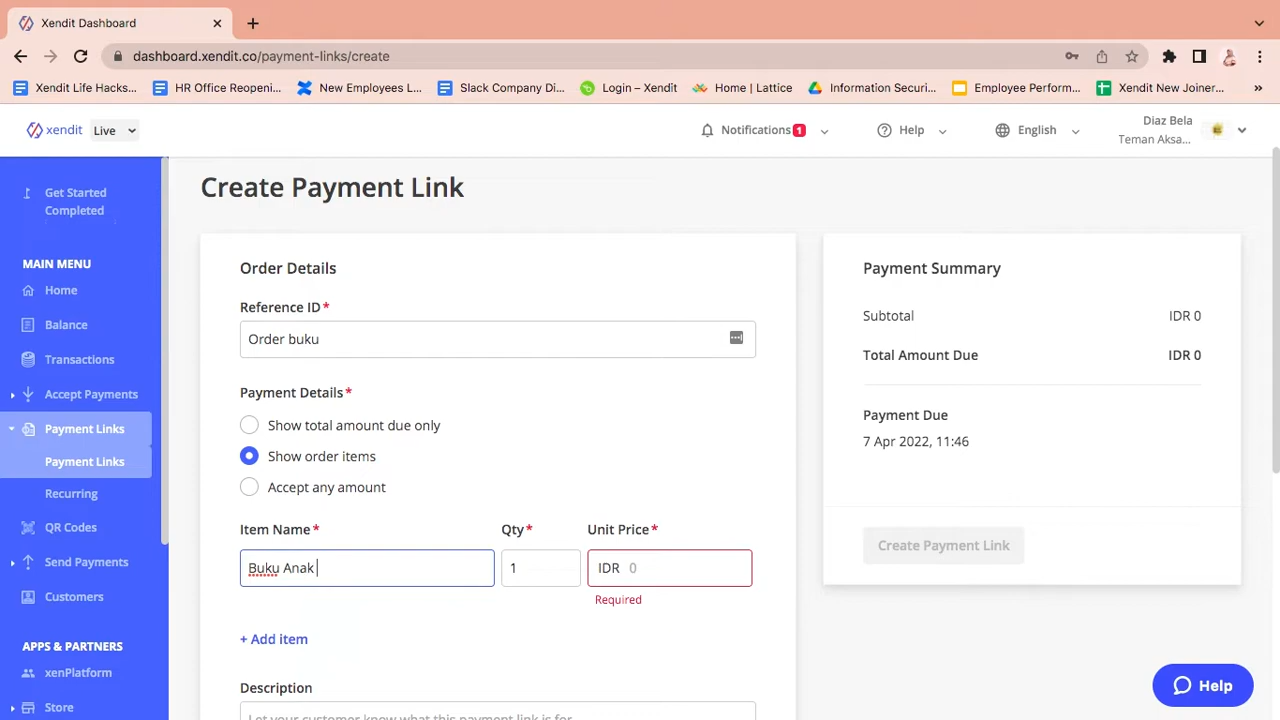 Xendit Dashboard
dashboard.xendit.co/payment-links/create
Xendit Life Hacks... HR Office Reopeni... New Employees L... Slack Company Di... Login – Xendit Home | Lattice Information Securi... Employee Perform... Xendit New Joiner... »
xendit Live Notifications 1 Help English Diaz Bela
Teman Aksa...
Get Started
Completed
MAIN MENU
Home
Balance
Transactions
Accept Payments
Payment Links
Payment Links
Recurring
QR Codes
Send Payments
Customers
APPS & PARTNERS
xenPlatform
Store
Create Payment Link
Order Details
Reference ID*
Order buku
Payment Details*
Show total amount due only
Show order items
Accept any amount
Item Name* Qty* Unit Price*
Buku Anak 1 IDR 0
Required
+ Add item
Description
Let your customer know what this payment link is for
Payment Summary
Subtotal IDR 0
Total Amount Due IDR 0
Payment Due
7 Apr 2022, 11:46
Create Payment Link
Help